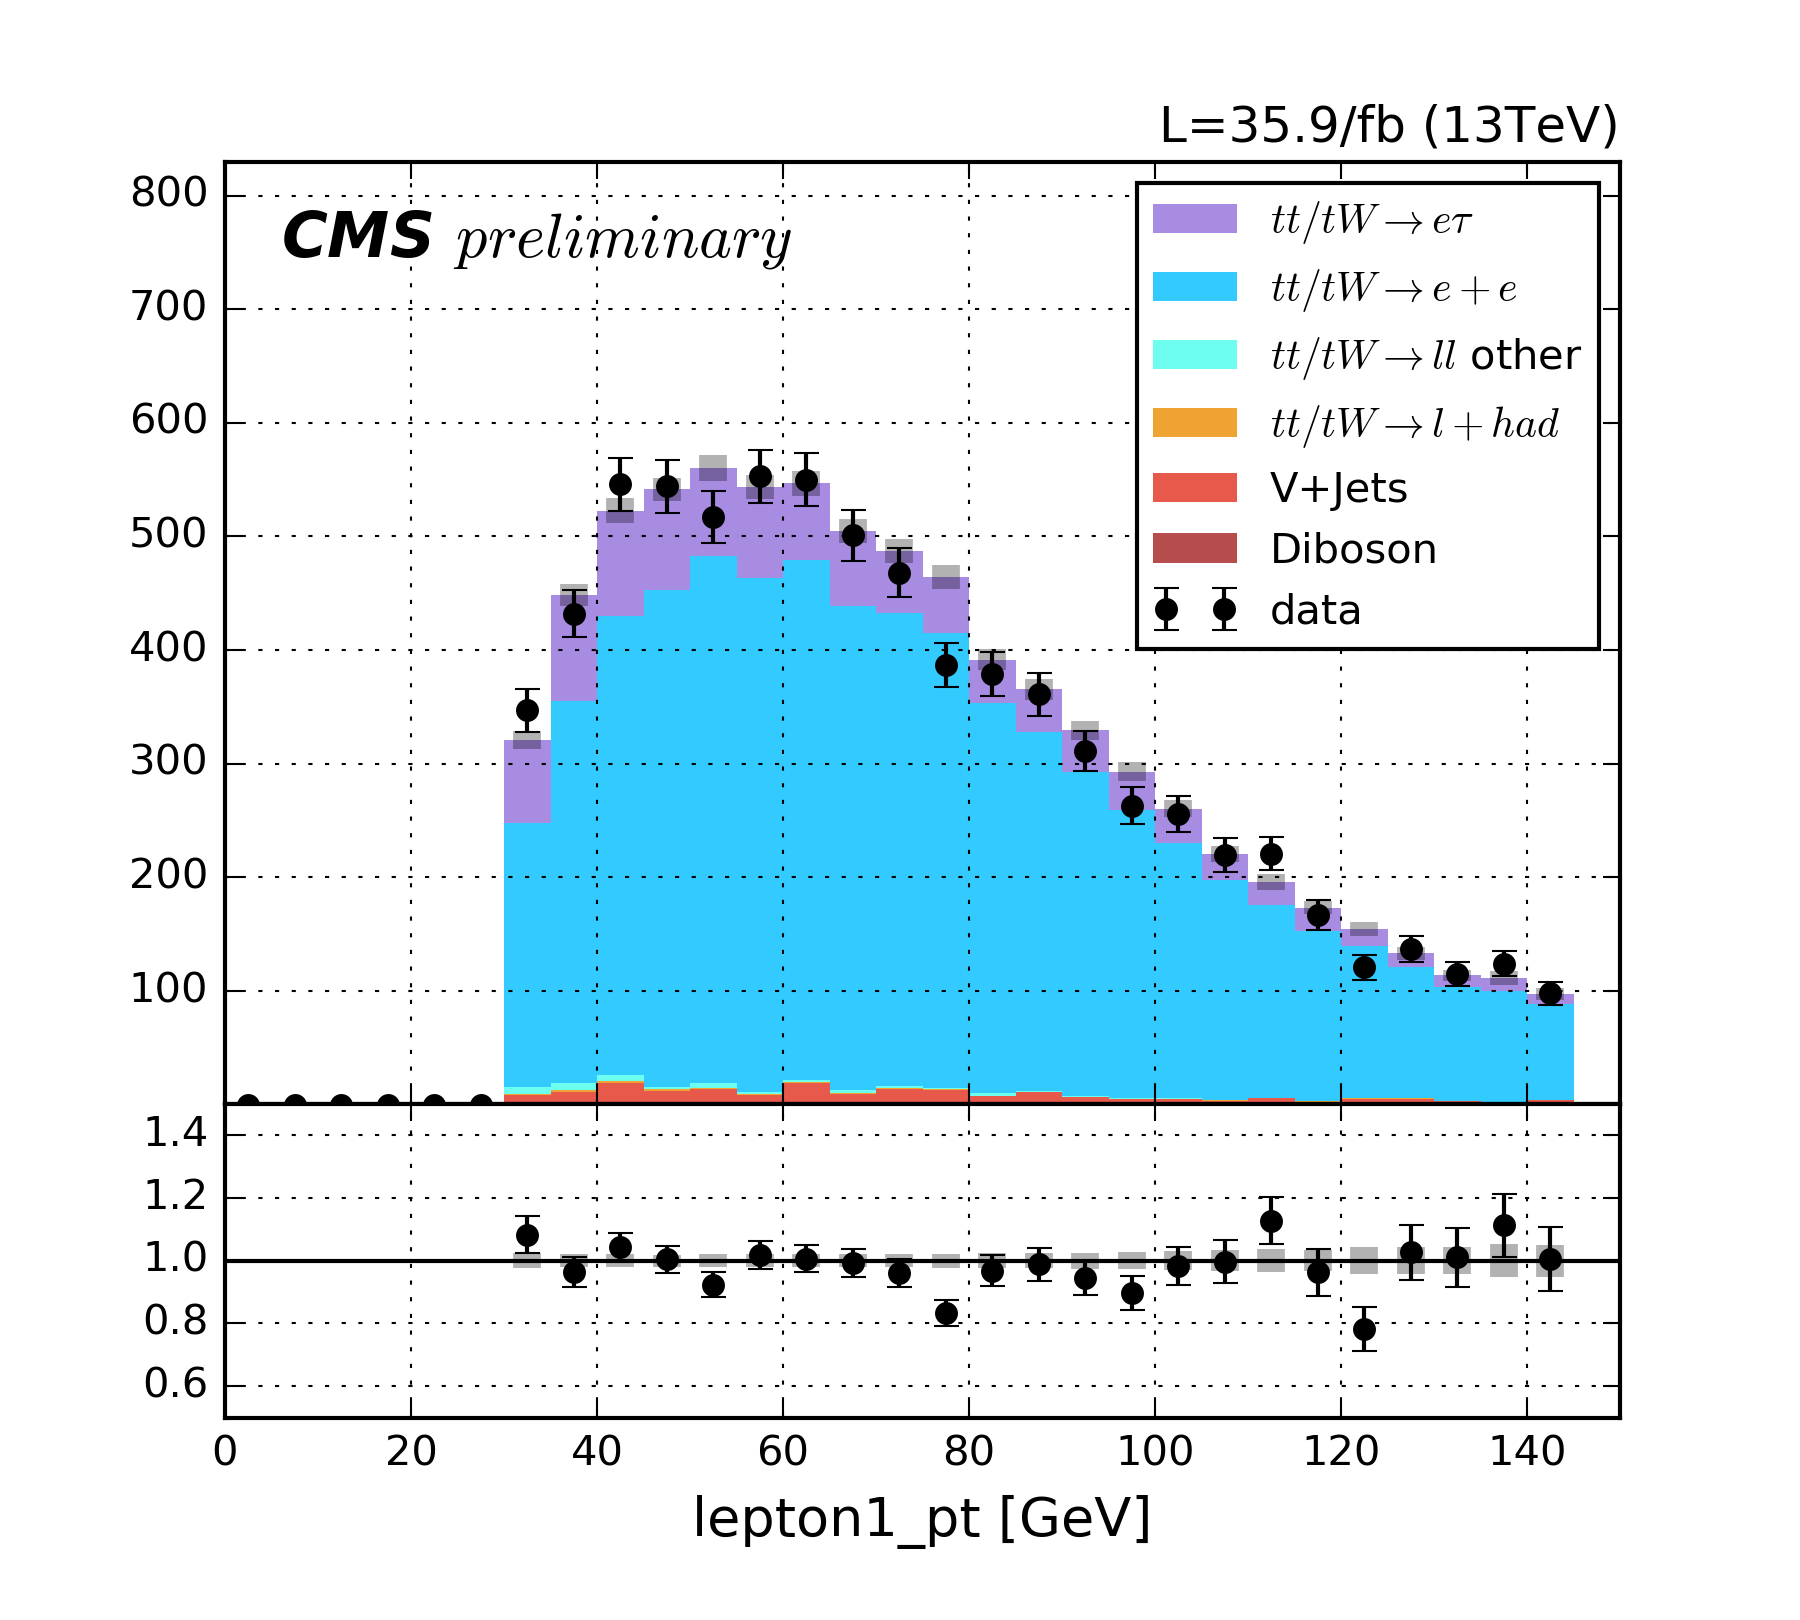 L=35.9/fb (13TeV)
CMS preliminary
800
700
600
500
400
300
200
100
tt/tW→eτ
tt/tW→e+e
tt/tW→ll other
tt/tW→l+had
V+Jets
Diboson
data
1.4
1.2
1.0
0.8
0.6
0 20 40 60 80 100 120 140
lepton1_pt [GeV]